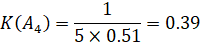 K(A₄) = 1 / (5 × 0.51) = 0.39